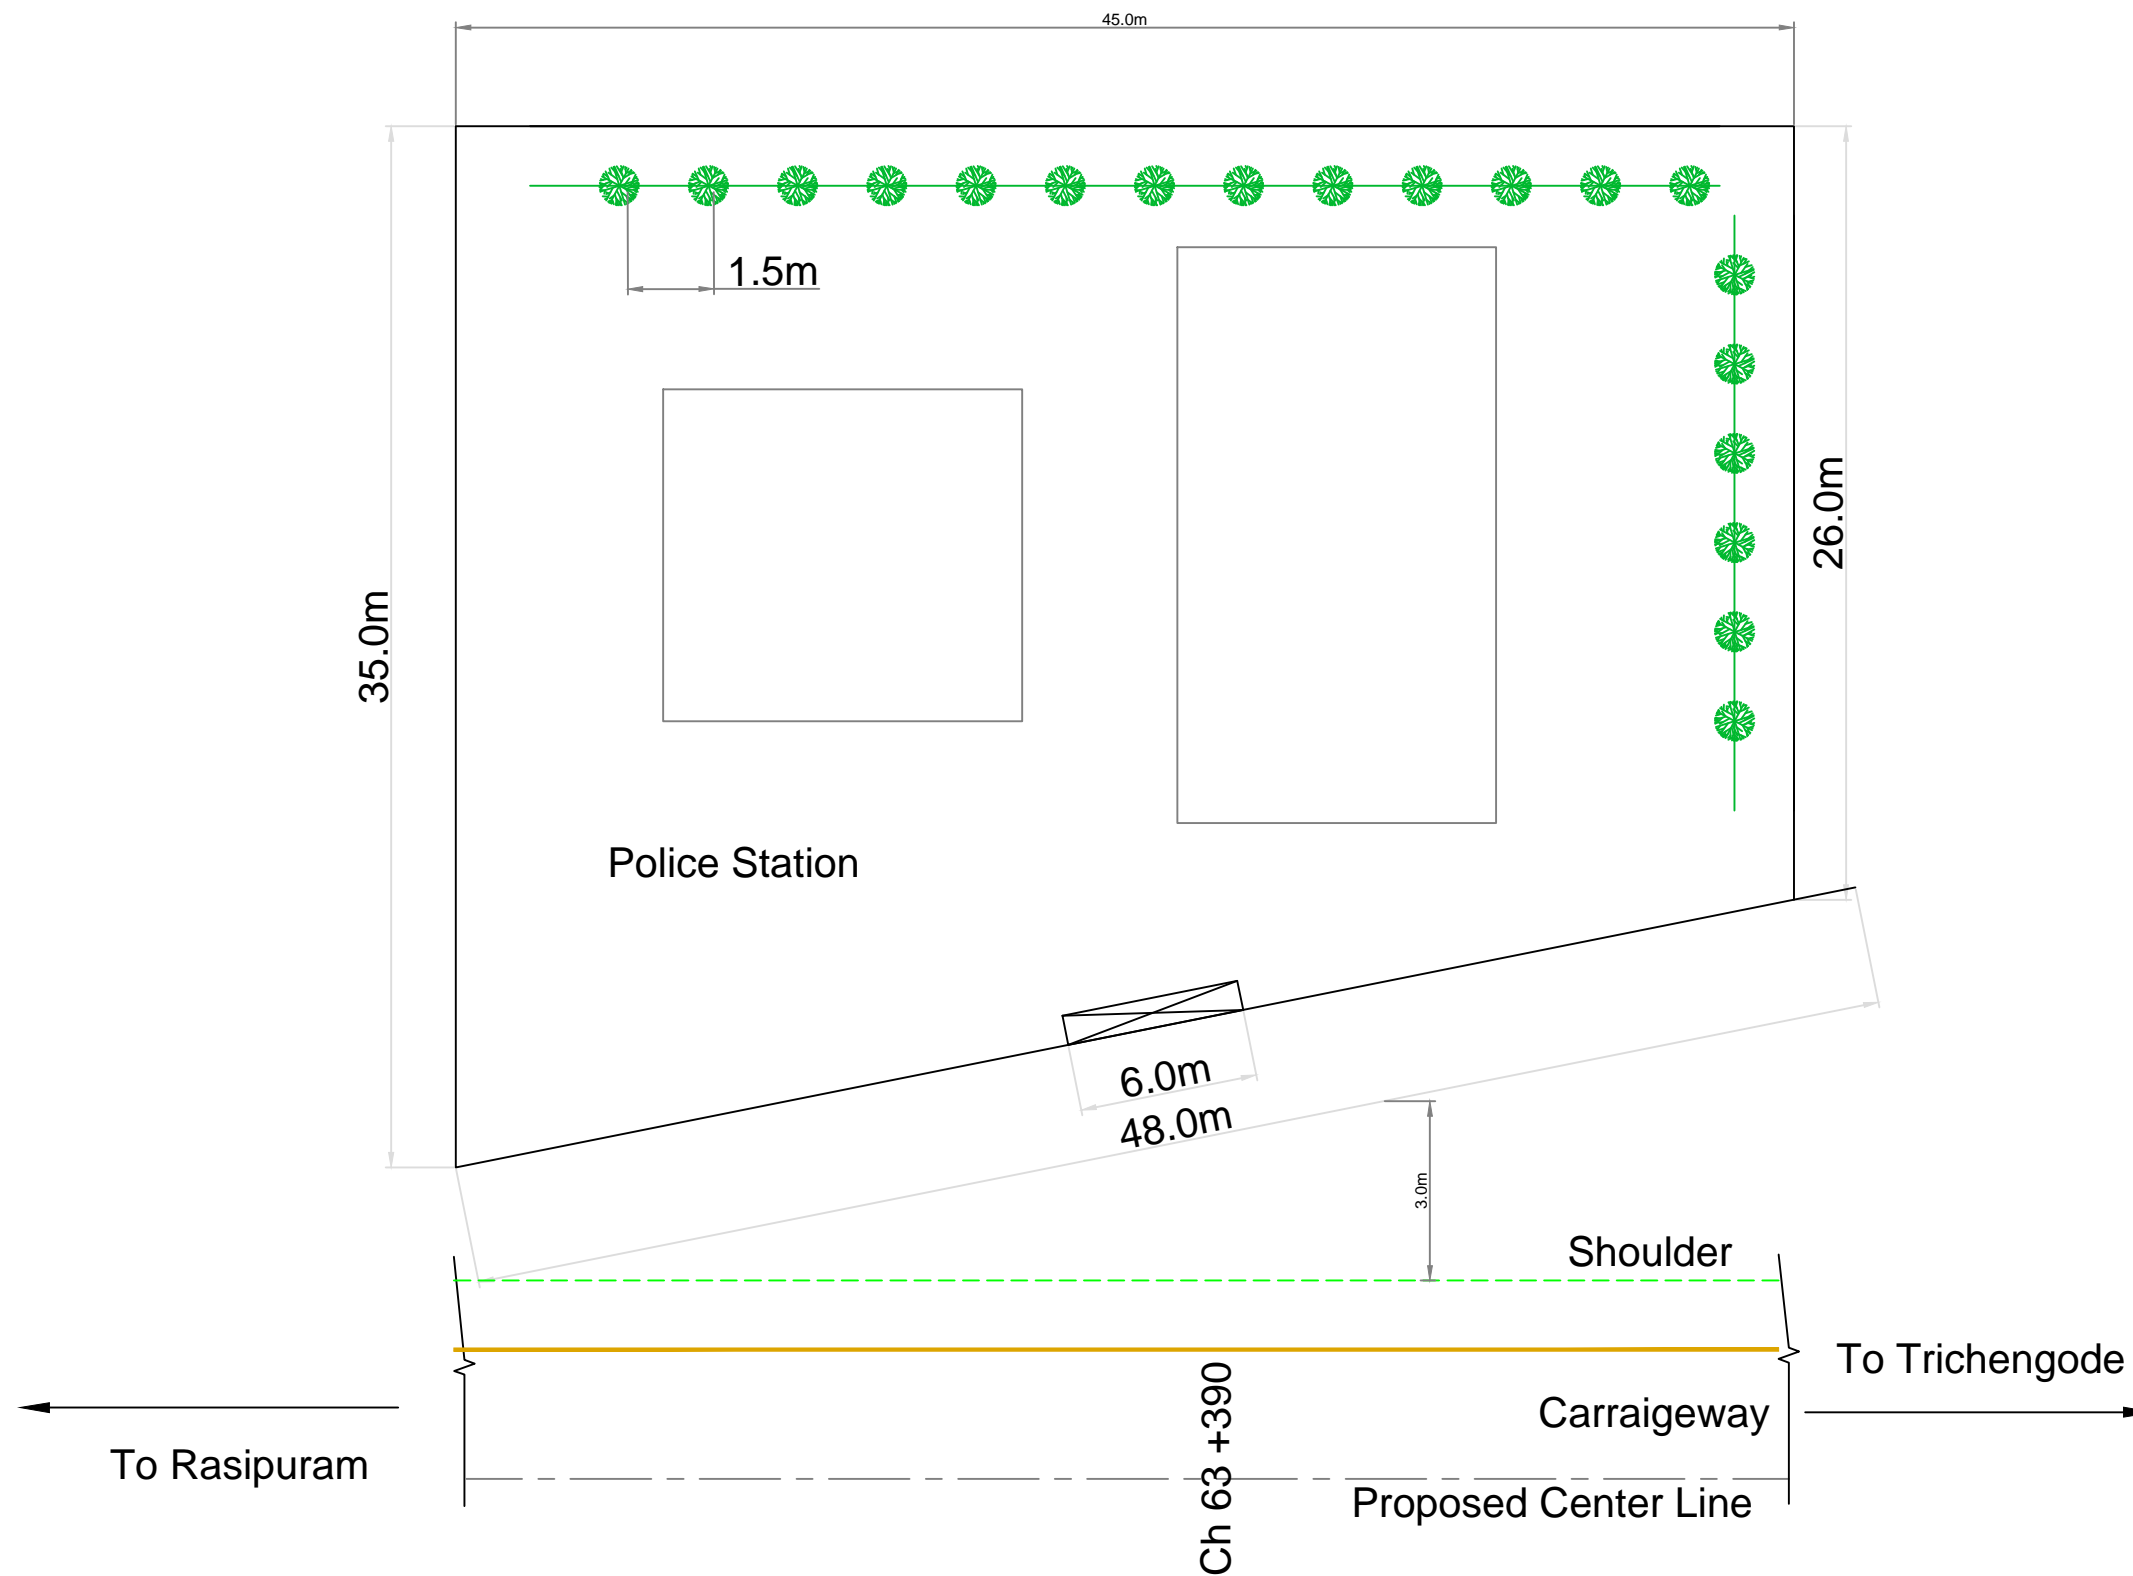 45.0m
1.5m
26.0m
35.0m
Police Station
6.0m
48.0m
3.0m
Shoulder
To Trichengode
Carraigeway
Ch 63 +390
To Rasipuram
Proposed Center Line